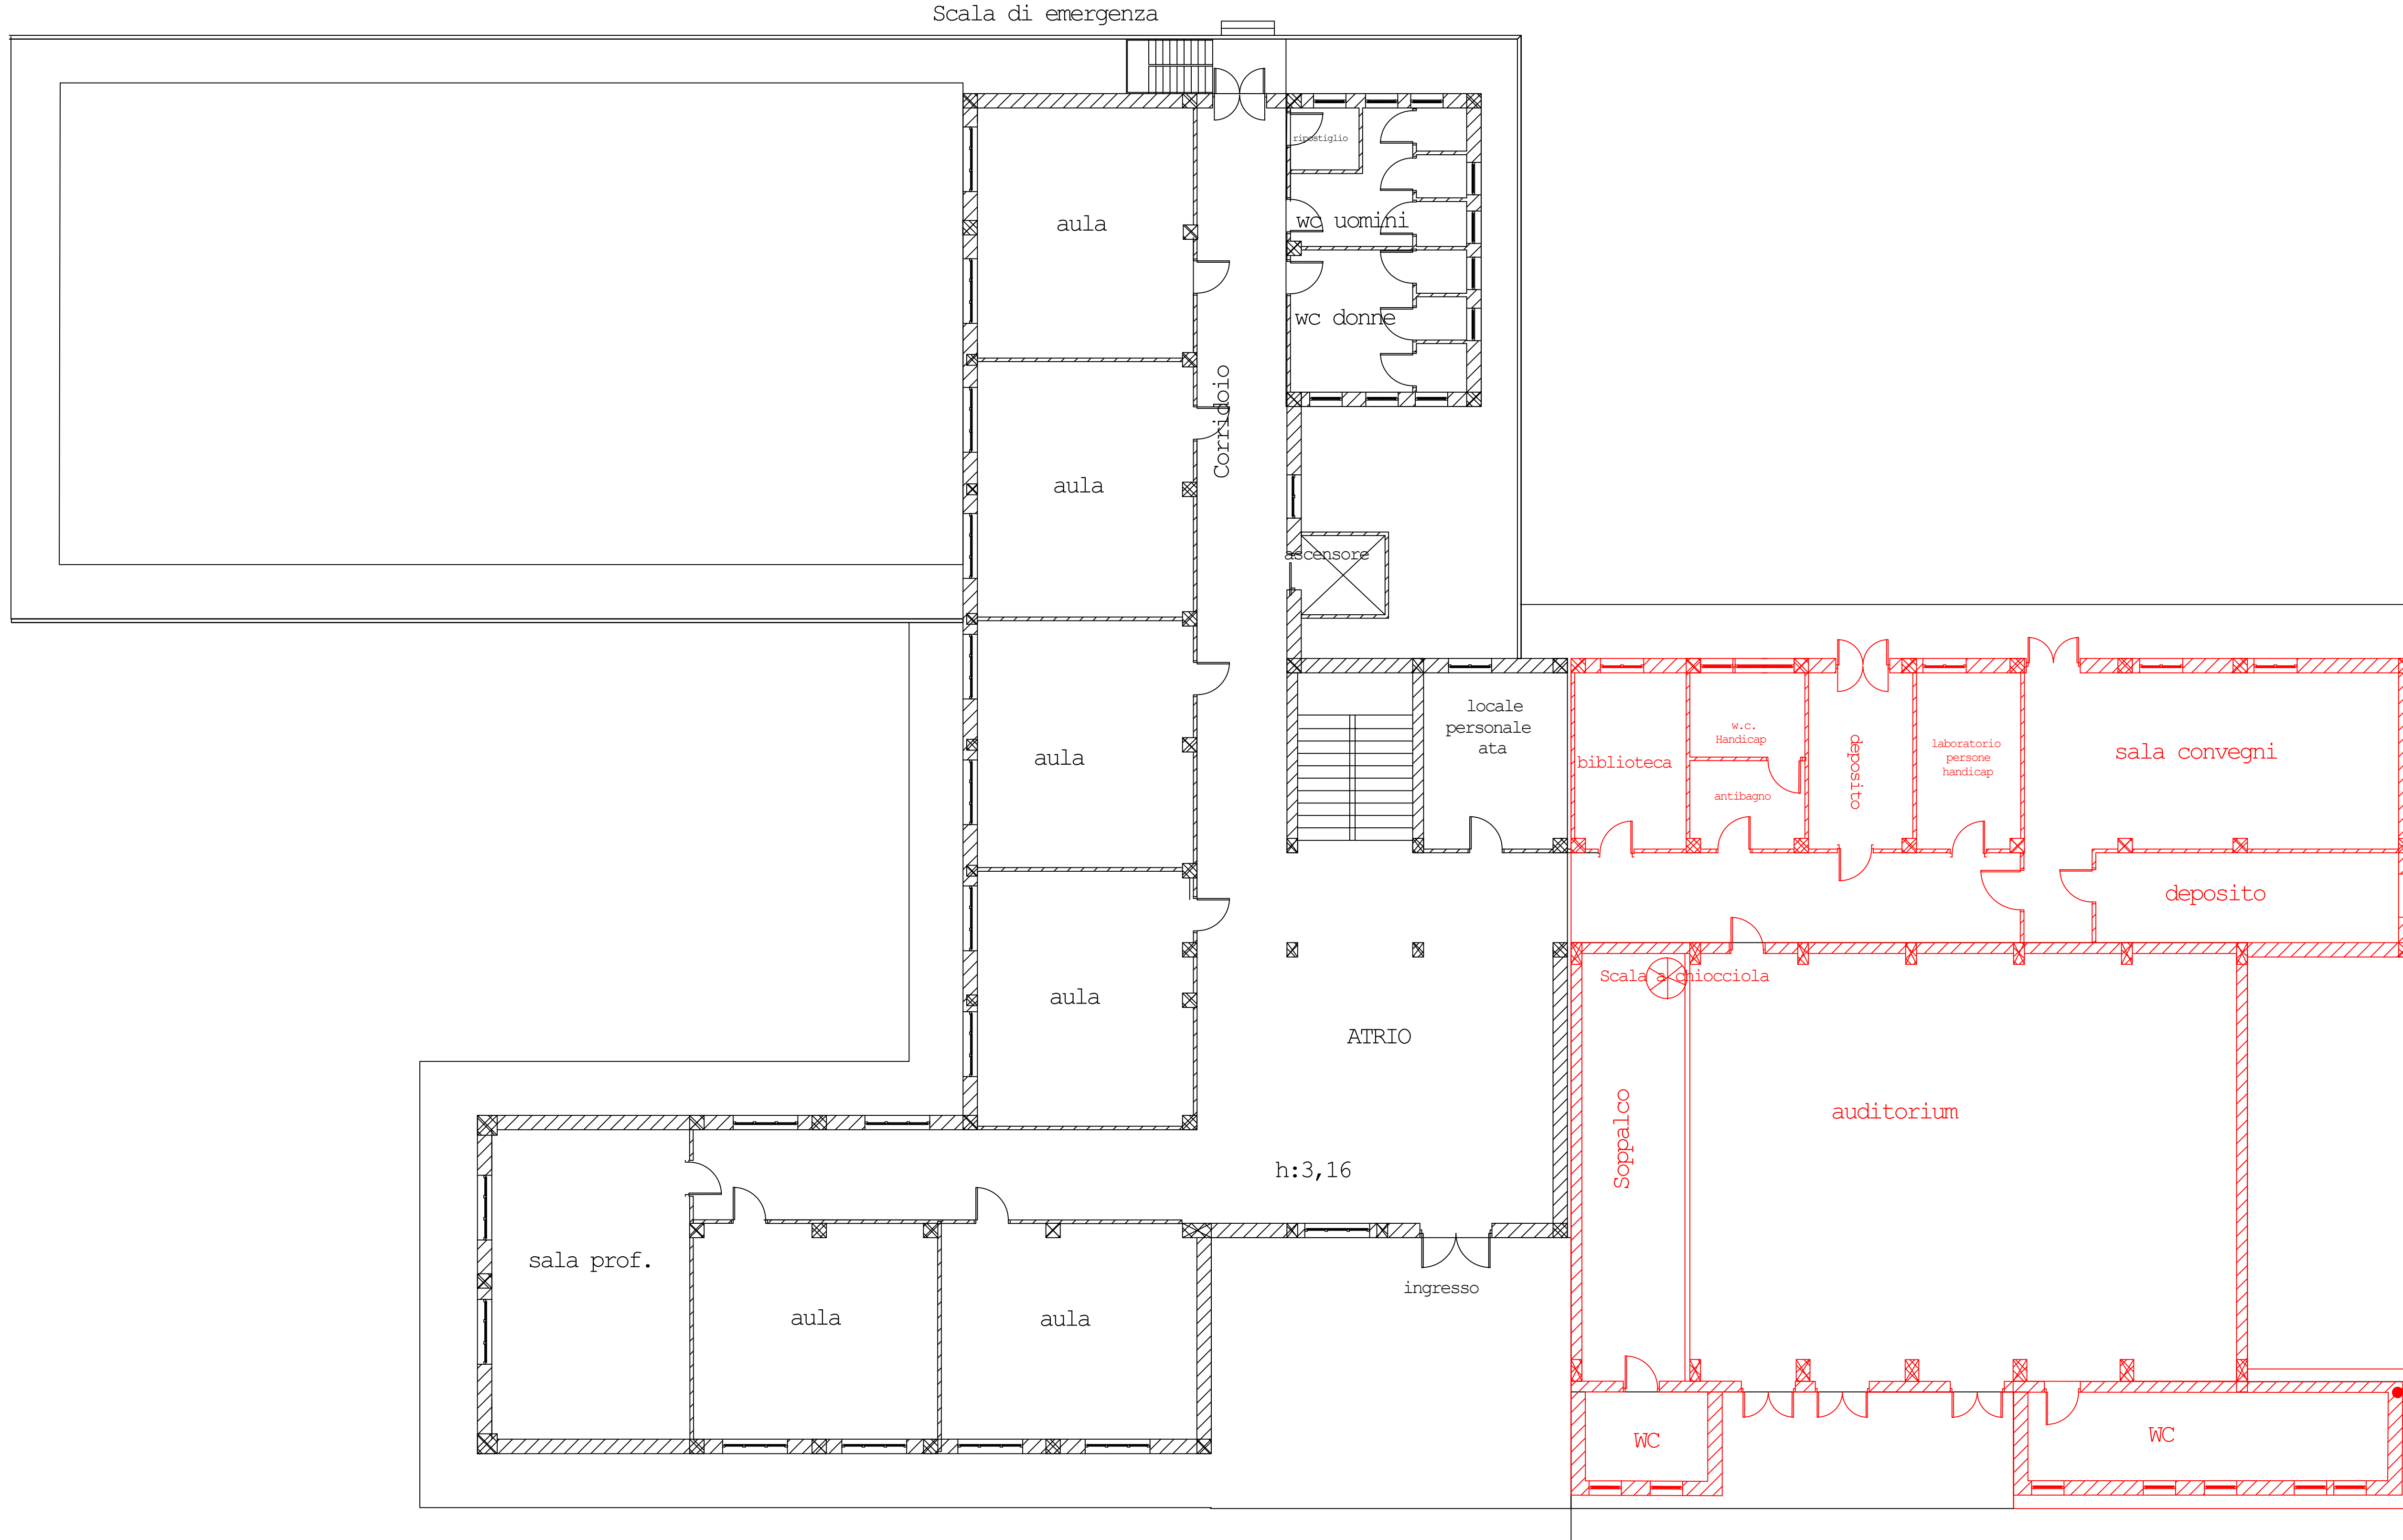 Scala di emergenza
ripostiglio
aula
wc uomini
wc donne
Corridoio
aula
ascensore
locale
personale
ata
aula
biblioteca
w.c.
Handicap
antibagno
deposito
laboratorio
persone
handicap
sala convegni
deposito
Scala a chiocciola
aula
ATRIO
Soppalco
auditorium
h:3,16
sala prof.
aula
aula
ingresso
WC
WC